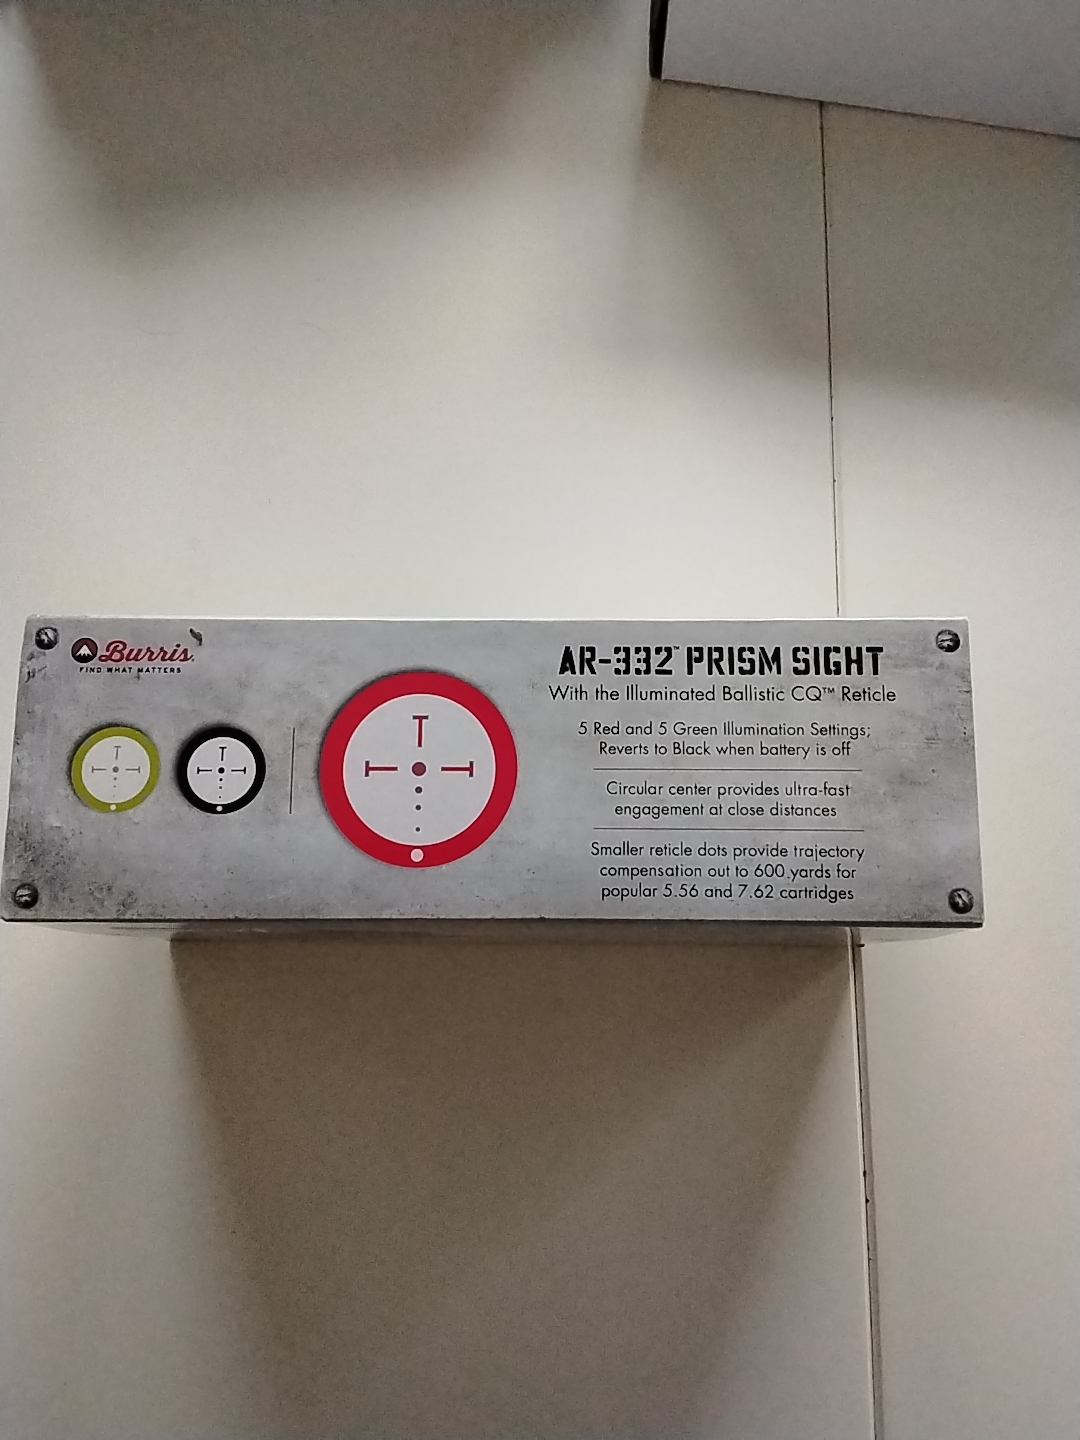 Burris
FIND WHAT MATTERS
AR-332™ PRISM SIGHT
With the Illuminated Ballistic CQ™ Reticle
5 Red and 5 Green Illumination Settings;
Reverts to Black when battery is off
Circular center provides ultra-fast
engagement at close distances
Smaller reticle dots provide trajectory
compensation out to 600 yards for
popular 5.56 and 7.62 cartridges